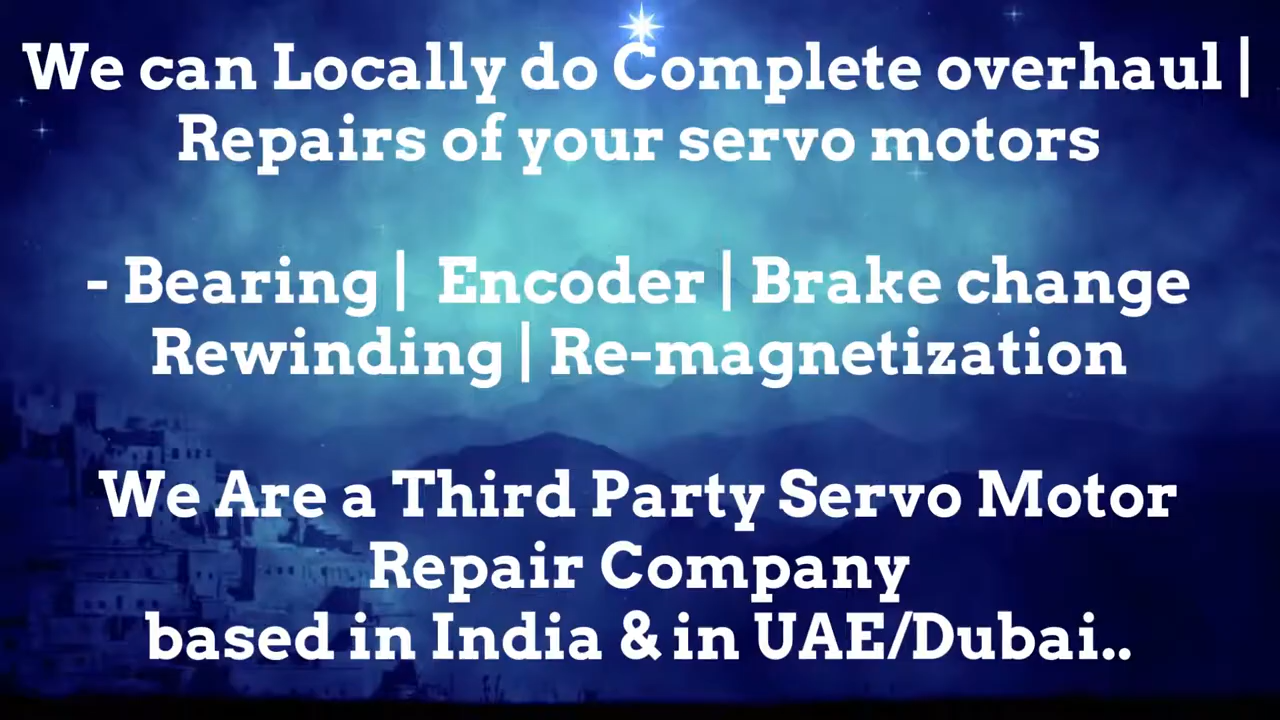 We can Locally do Complete overhaul |
Repairs of your servo motors
- Bearing | Encoder | Brake change
Rewinding | Re-magnetization
We Are a Third Party Servo Motor
Repair Company
based in India & in UAE/Dubai..